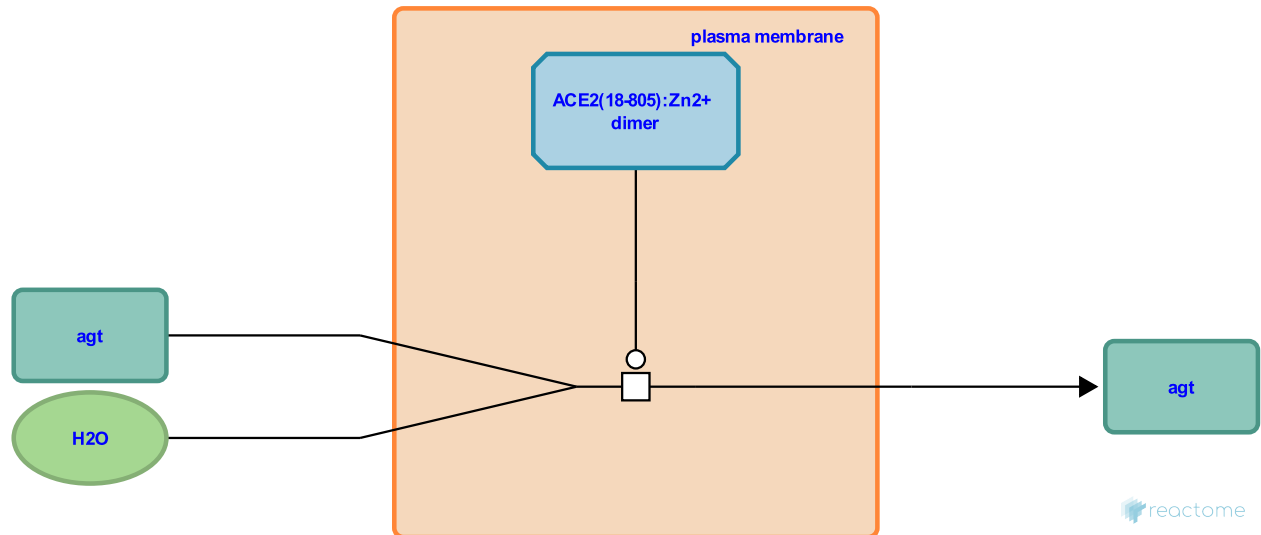 plasma membrane
ACE2(18-805):Zn2+
dimer
agt
H2O
agt
reactome